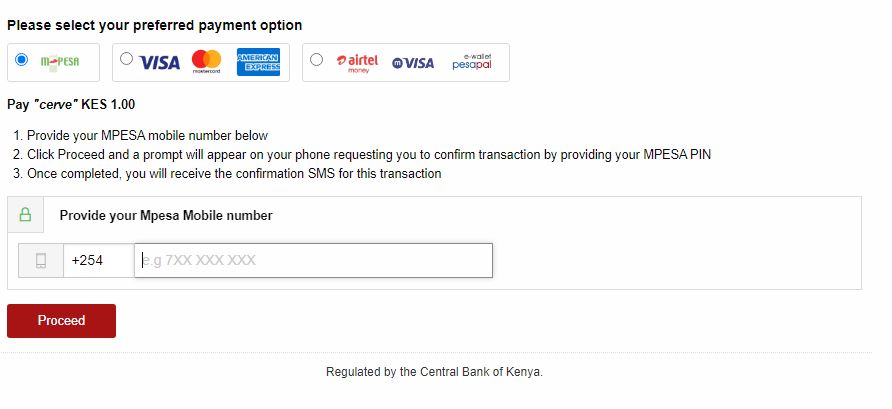 Please select your preferred payment option
M-PESA VISA mastercard AMERICAN EXPRESS airtel money mVISA e-wallet pesapal
Pay "cerve" KES 1.00
1. Provide your MPESA mobile number below
2. Click Proceed and a prompt will appear on your phone requesting you to confirm transaction by providing your MPESA PIN
3. Once completed, you will receive the confirmation SMS for this transaction
Provide your Mpesa Mobile number
+254 e.g 7XX XXX XXX
Proceed
Regulated by the Central Bank of Kenya.